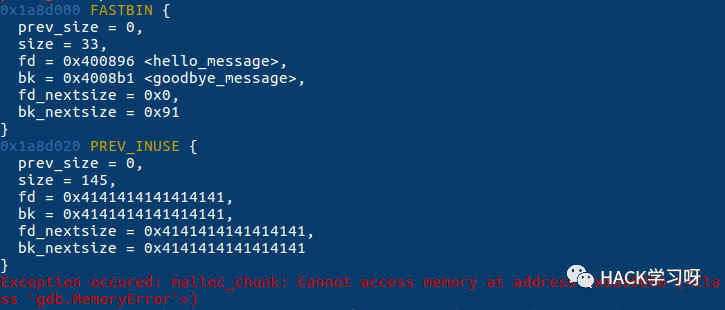 0x1a8d000 FASTBIN {
  prev_size = 0,
  size = 33,
  fd = 0x400896 <hello_message>,
  bk = 0x4008b1 <goodbye_message>,
  fd_nextsize = 0x0,
  bk_nextsize = 0x91
}
0x1a8d020 PREV_INUSE {
  prev_size = 0,
  size = 145,
  fd = 0x4141414141414141,
  bk = 0x4141414141414141,
  fd_nextsize = 0x4141414141414141,
  bk_nextsize = 0x4141414141414141
}
Exception occured: malloc_chunk: Cannot access memory at address
ss 'gdb.MemoryError'>)
HACK学习呀